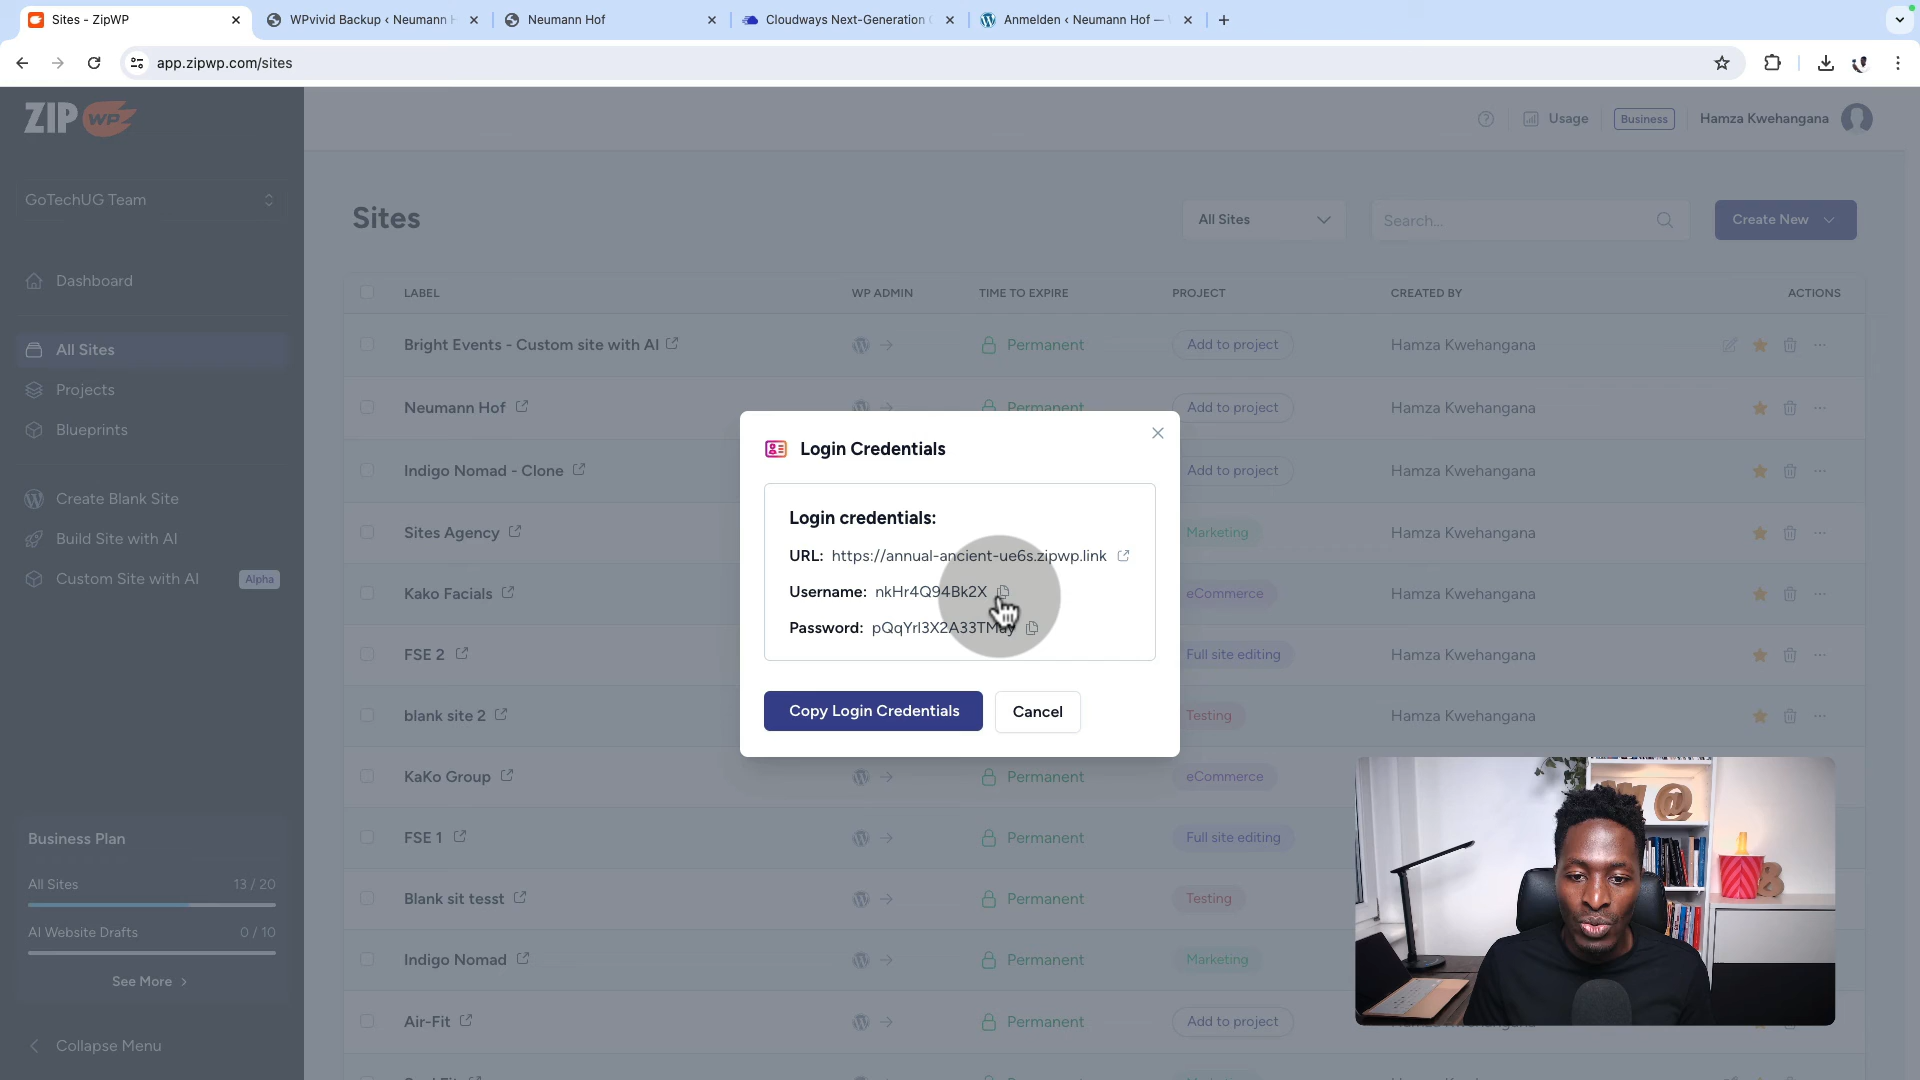 Sites - ZipWP
WPvivid Backup ‹ Neumann H
Neumann Hof
Cloudways Next-Generation
Anmelden ‹ Neumann Hof —
app.zipwp.com/sites
ZIP WP
Usage
Business
Hamza Kwehangana
GoTechUG Team
Sites
All Sites
Search...
Create New
Dashboard
All Sites
Projects
Blueprints
Create Blank Site
Build Site with AI
Custom Site with AI
Alpha
LABEL
WP ADMIN
TIME TO EXPIRE
PROJECT
CREATED BY
ACTIONS
Bright Events - Custom site with AI
Permanent
Add to project
Hamza Kwehangana
Neumann Hof
Permanent
Add to project
Hamza Kwehangana
Indigo Nomad - Clone
Add to project
Hamza Kwehangana
Sites Agency
Marketing
Hamza Kwehangana
Kako Facials
eCommerce
Hamza Kwehangana
FSE 2
Full site editing
Hamza Kwehangana
blank site 2
Testing
Hamza Kwehangana
KaKo Group
Permanent
eCommerce
FSE 1
Permanent
Full site editing
Blank sit tesst
Permanent
Testing
Indigo Nomad
Permanent
Marketing
Air-Fit
Permanent
Add to project
Login Credentials
Login credentials:
URL: https://annual-ancient-ue6s.zipwp.link
Username: nkHr4Q94Bk2X
Password: pQqYrl3X2A33TMay
Copy Login Credentials
Cancel
Business Plan
All Sites
13 / 20
AI Website Drafts
0 / 10
See More
Collapse Menu